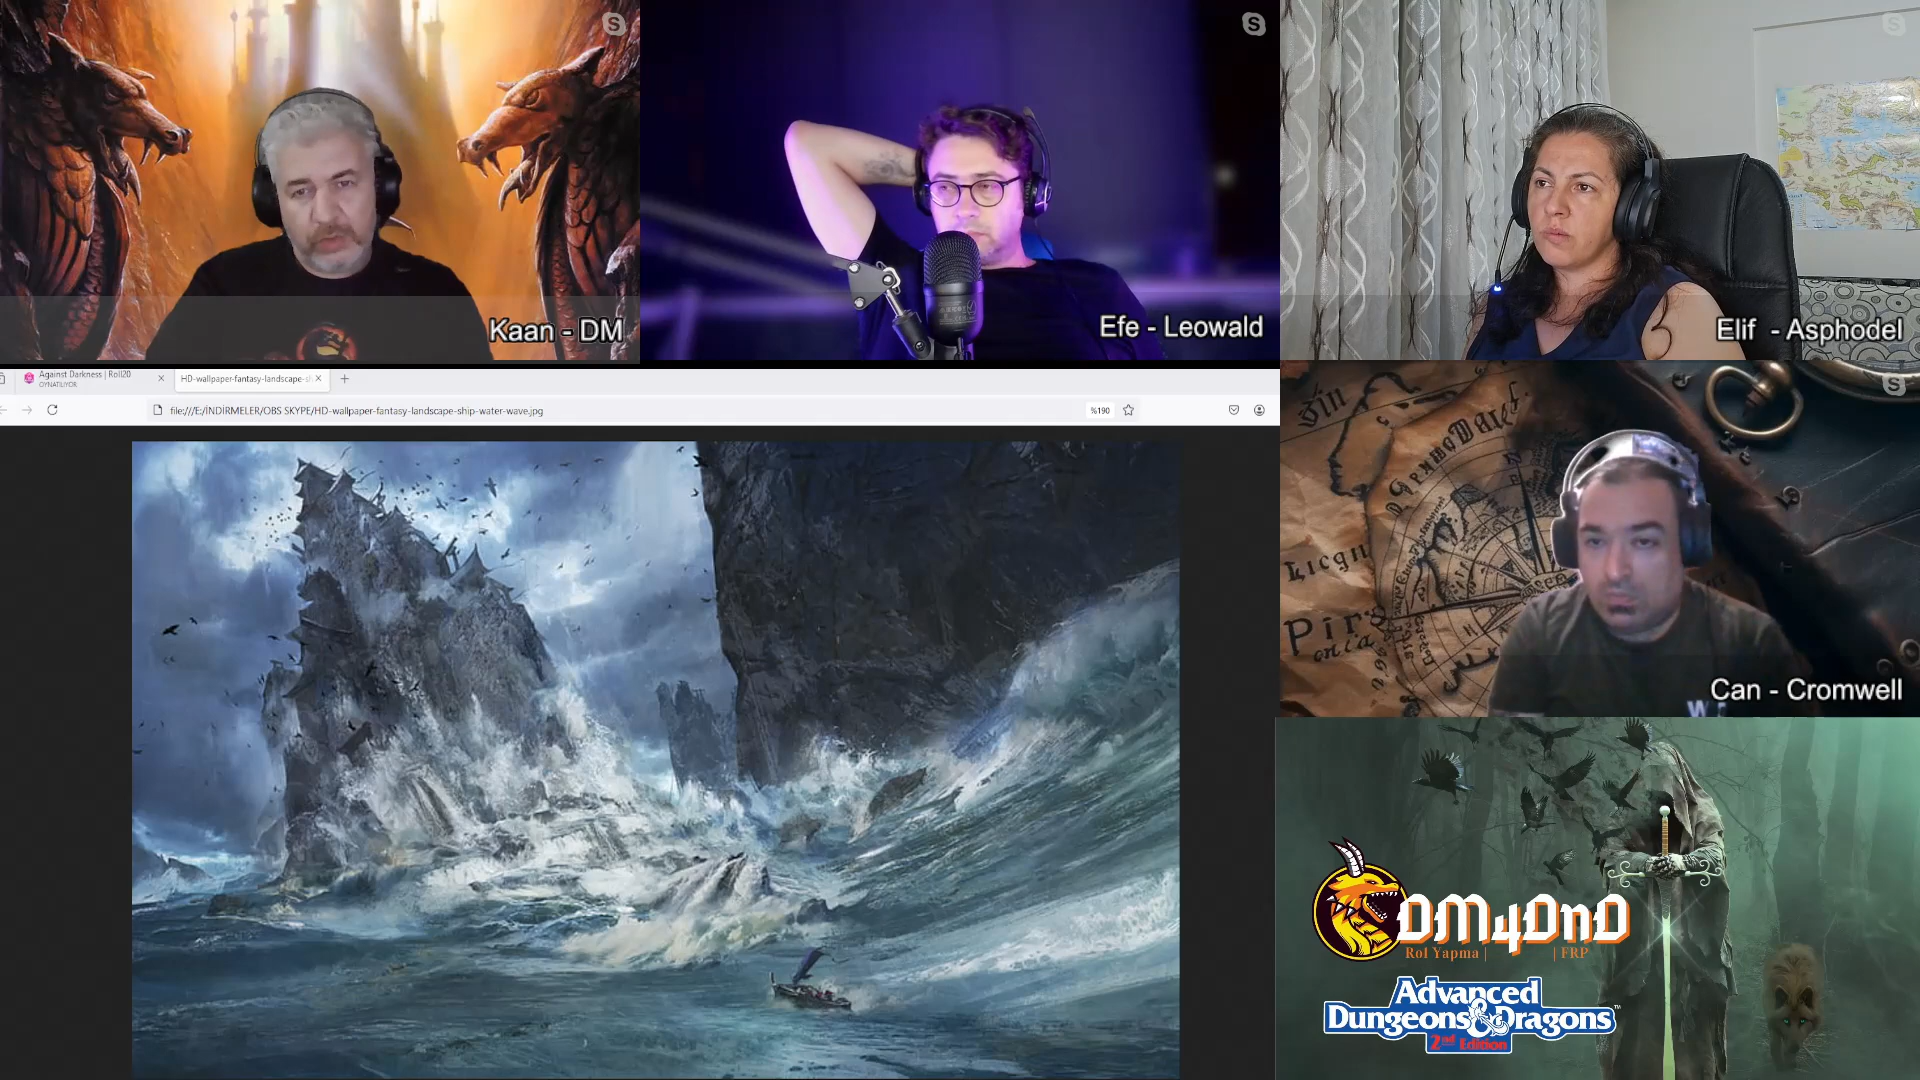 Kaan - DM
Efe - Leowald
Elif - Asphodel
Against Darkness | Roll20
OYNATILIYOR
HD-wallpaper-fantasy-landscape-sh
file:///E:/İNDİRMELER/OBS SKYPE/HD-wallpaper-fantasy-landscape-ship-water-wave.jpg
%190
Can - Cromwell
DM4DnD
Rol Yapma | | FRP
Advanced
Dungeons & Dragons
2nd Edition